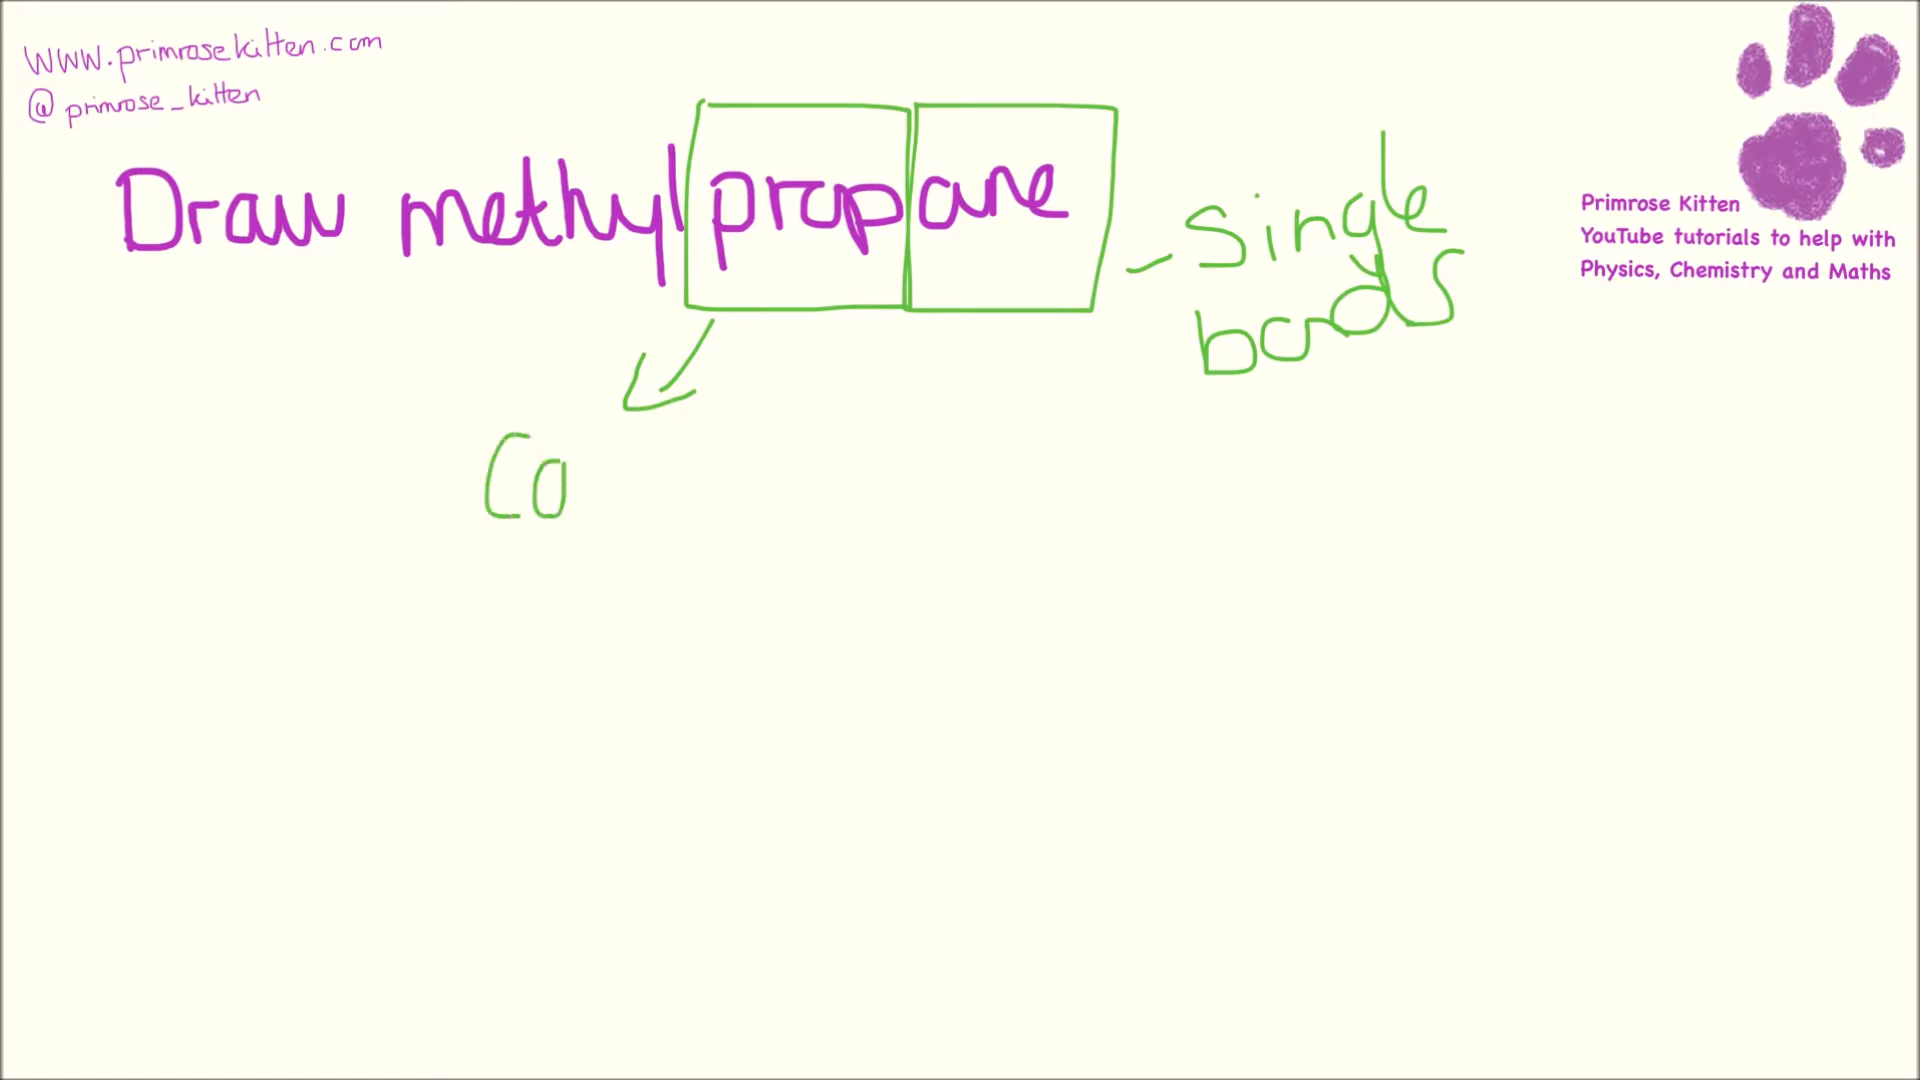 www.primrosekitten.com
@primrose_kitten
Draw methylpropane
- single
bonds
Ca
Primrose Kitten
YouTube tutorials to help with
Physics, Chemistry and Maths